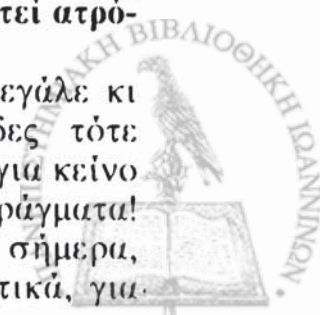 τεί ατρό-
εγάλε κι
δες τότε
για κείνο
ράγματα!
σήμερα,
τικά, για
ΒΙΒΛΙΟΘΗΚΗ ΙΩΑΝΝΙΝΩΝ